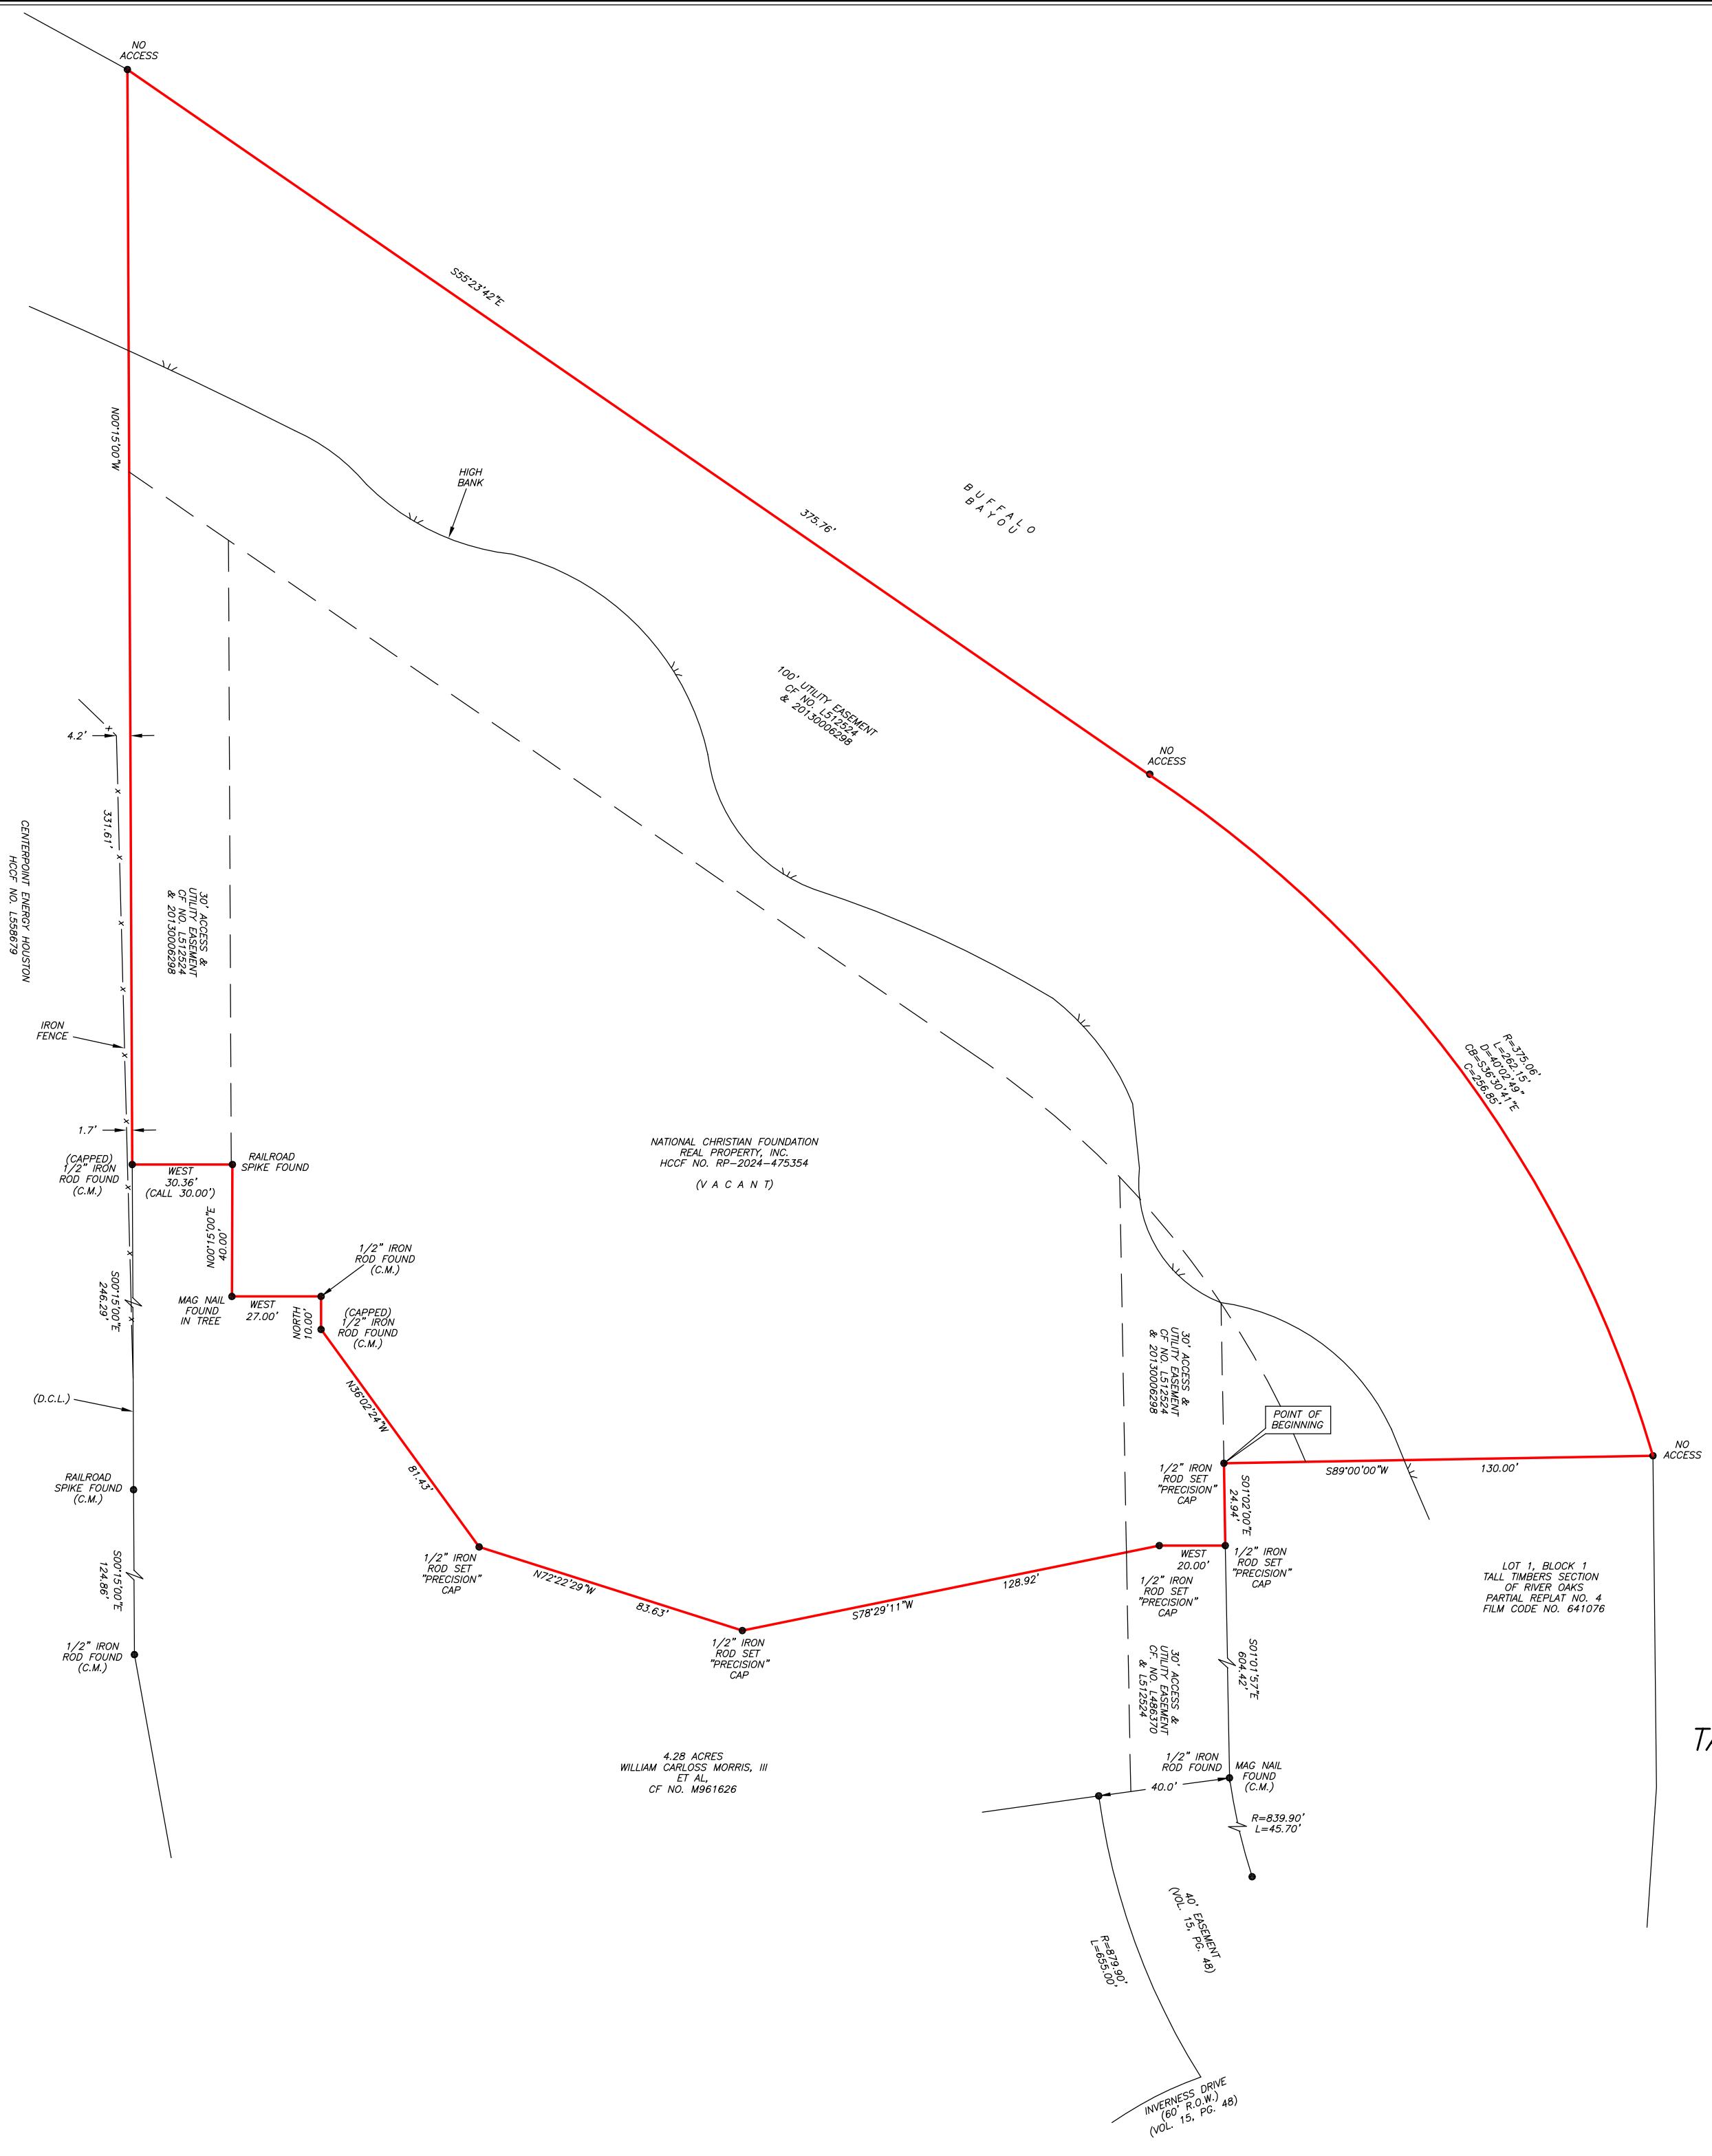 NO
ACCESS
S55°23'42"E
N00°15'00"W
HIGH
BANK
375.76'
BUFFALO
BAYOU
100' UTILITY EASEMENT
CF NO. L512524
& 20130006298
4.2'
NO
ACCESS
331.61'
CENTERPOINT ENERGY HOUSTON
HCCF NO. L558679
30' ACCESS &
UTILITY EASEMENT
CF NO. L512524
& 20130006298
IRON
FENCE
R=375.06'
L=262.15'
D=40°02'49"
CB=S36°30'41"E
C=256.85'
1.7'
(CAPPED)
1/2" IRON
ROD FOUND
(C.M.)
WEST
30.36'
(CALL 30.00')
RAILROAD
SPIKE FOUND
NATIONAL CHRISTIAN FOUNDATION
REAL PROPERTY, INC.
HCCF NO. RP-2024-475354
(V A C A N T)
N00°15'00"E
40.00'
1/2" IRON
ROD FOUND
(C.M.)
S00°15'00"E
246.29'
MAG NAIL
FOUND
IN TREE
WEST
27.00'
NORTH
10.00'
(CAPPED)
1/2" IRON
ROD FOUND
(C.M.)
30' ACCESS &
UTILITY EASEMENT
CF NO. L512524
& 20130006298
(D.C.L.)
N36°02'24"W
81.43'
POINT OF
BEGINNING
NO
ACCESS
S89°00'00"W
130.00'
1/2" IRON
ROD SET
"PRECISION"
CAP
S01°02'00"E
24.94'
RAILROAD
SPIKE FOUND
(C.M.)
S00°15'00"E
124.86'
1/2" IRON
ROD SET
"PRECISION"
CAP
N72°22'29"W
83.63'
S78°29'11"W
128.92'
WEST
20.00'
1/2" IRON
ROD SET
"PRECISION"
CAP
1/2" IRON
ROD SET
"PRECISION"
CAP
LOT 1, BLOCK 1
TALL TIMBERS SECTION
OF RIVER OAKS
PARTIAL REPLAT NO. 4
FILM CODE NO. 641076
1/2" IRON
ROD FOUND
(C.M.)
1/2" IRON
ROD SET
"PRECISION"
CAP
30' ACCESS &
UTILITY EASEMENT
CF. NO. L486370
& L512524
S01°01'57"E
604.42'
4.28 ACRES
WILLIAM CARLOSS MORRIS, III
ET AL,
CF NO. M961626
1/2" IRON
ROD FOUND
MAG NAIL
FOUND
(C.M.)
40.0'
R=839.90'
L=45.70'
40' EASEMENT
(VOL. 15, PG. 48)
R=879.90'
L=655.00'
INVERNESS DRIVE
(60' R.O.W.)
(VOL. 15, PG. 48)